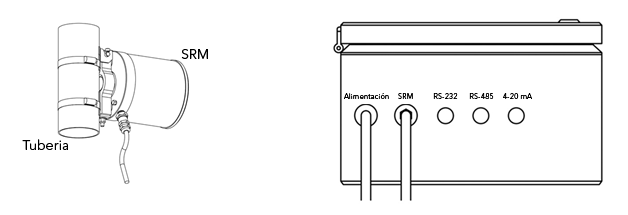 SRM
Tuberia
Alimentación SRM RS-232 RS-485 4-20 mA